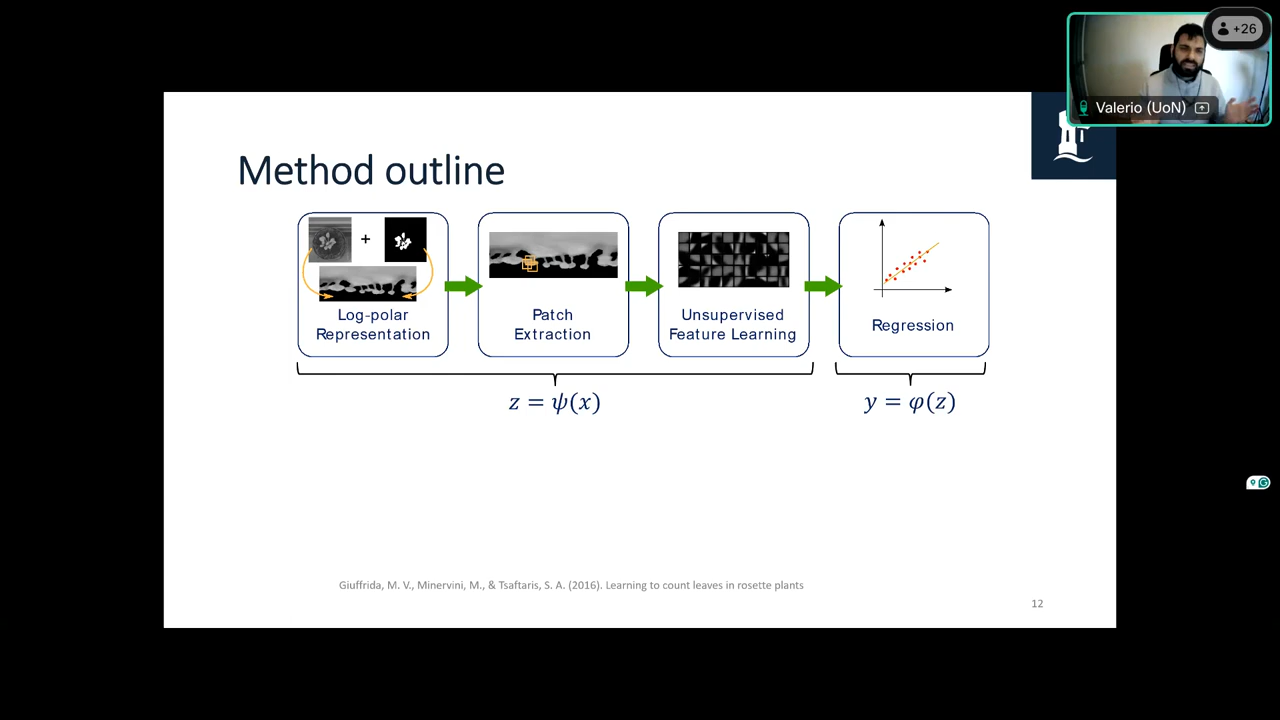 +26
Valerio (UoN)
Method outline
+
Log-polar
Representation
Patch
Extraction
Unsupervised
Feature Learning
Regression
z = ψ(x)
y = φ(z)
Giuffrida, M. V., Minervini, M., & Tsaftaris, S. A. (2016). Learning to count leaves in rosette plants
12